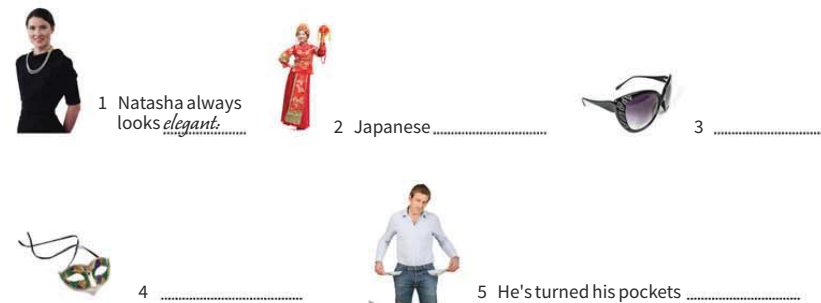 1 Natasha always
looks elegant.
2 Japanese
3
4
5 He's turned his pockets